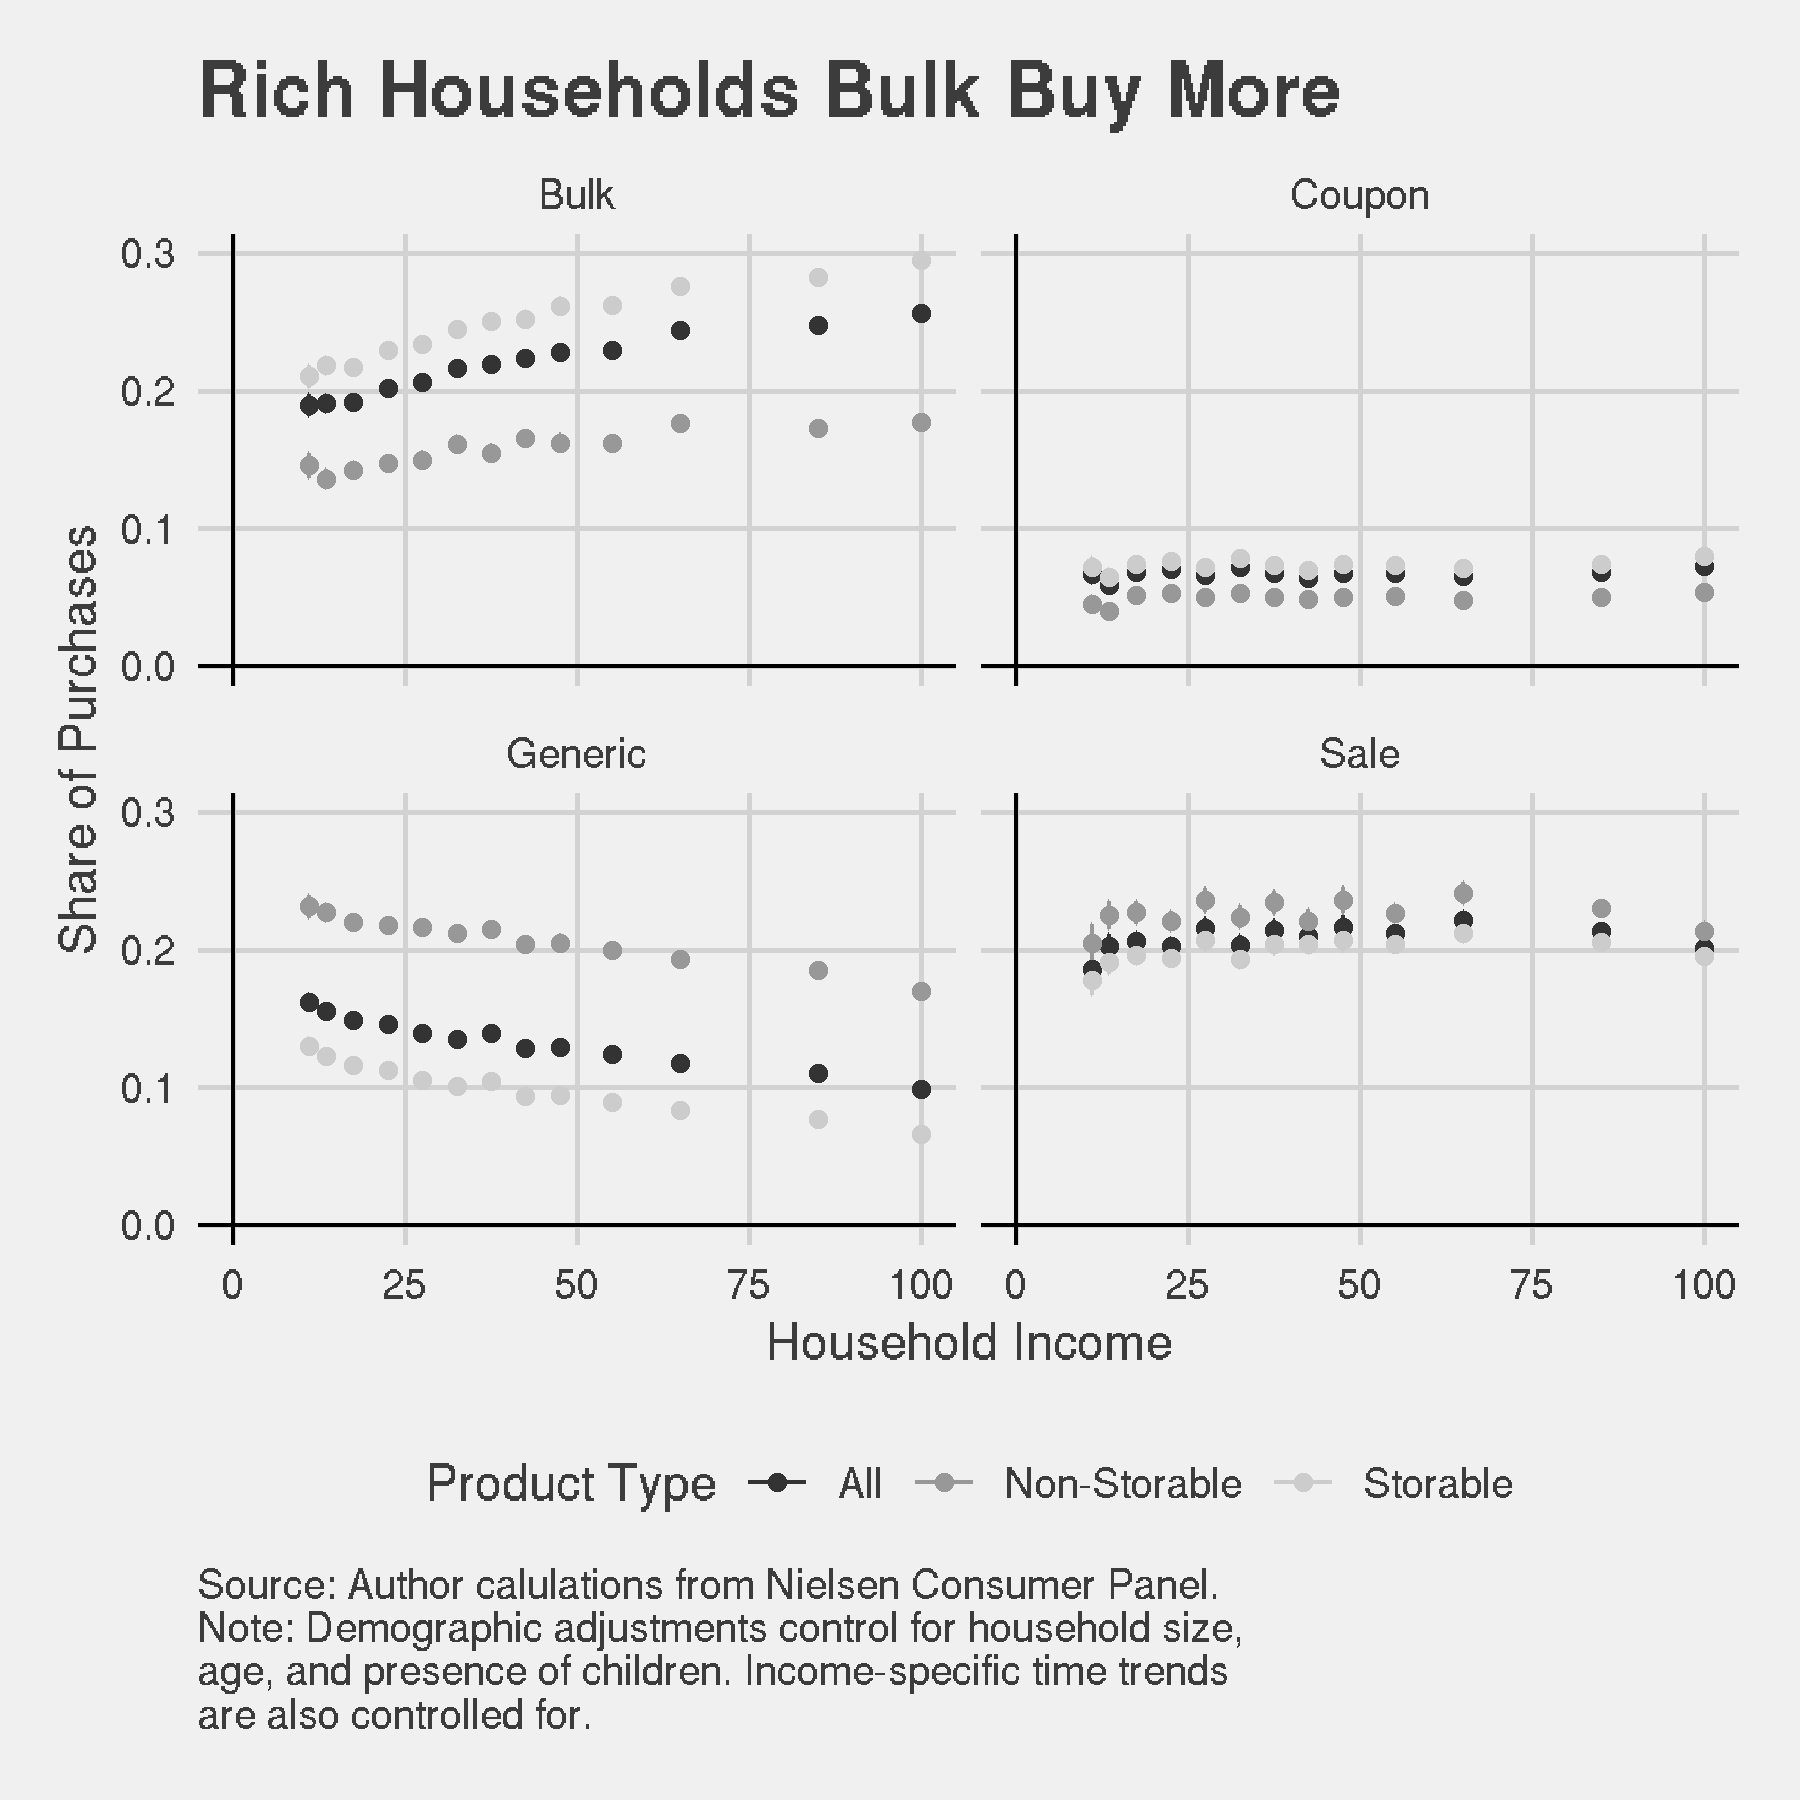 Rich Households Bulk Buy More
Bulk
Coupon
0.3
0.2
0.1
0.0
Generic
Sale
0.3
0.2
0.1
0.0
Share of Purchases
0 25 50 75 100 0 25 50 75 100
Household Income
Product Type All Non-Storable Storable
Source: Author calulations from Nielsen Consumer Panel.
Note: Demographic adjustments control for household size,
age, and presence of children. Income-specific time trends
are also controlled for.